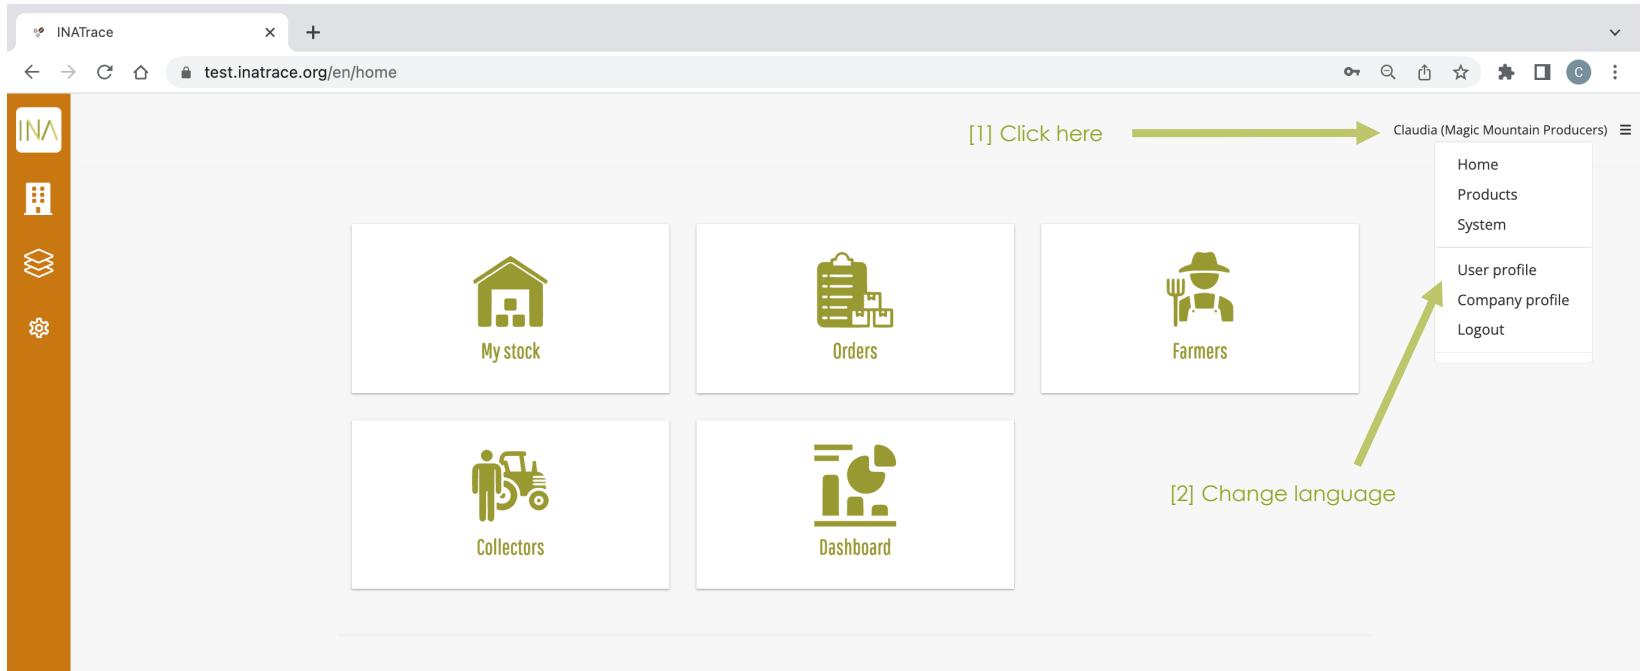 INATrace
test.inatrace.org/en/home
C
INA
[1] Click here
Claudia (Magic Mountain Producers)
Home
Products
System
User profile
Company profile
Logout
My stock
Orders
Farmers
Collectors
Dashboard
[2] Change language